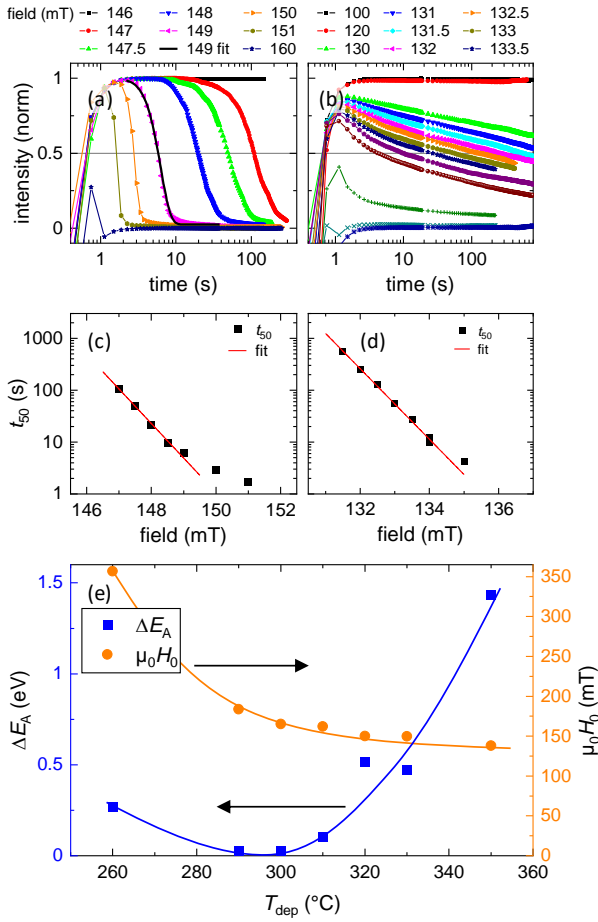 field (mT) 146 148 150 100 131 132.5
147 149 151 120 131.5 133
147.5 149 fit 160 130 132 133.5
intensity (norm)
1
0.5
0
(a)
(b)
1 10 100
1 10 100
time (s)
time (s)
t50 (s)
1000
100
10
1
(c)
t50
fit
(d)
t50
fit
146 148 150 152
132 134 136
field (mT)
field (mT)
(e)
ΔEA
μ0H0
ΔEA (eV)
1.5
1
0.5
0
350
300
250
200
150
100
50
0
μ0H0 (mT)
260 280 300 320 340 360
Tdep (°C)